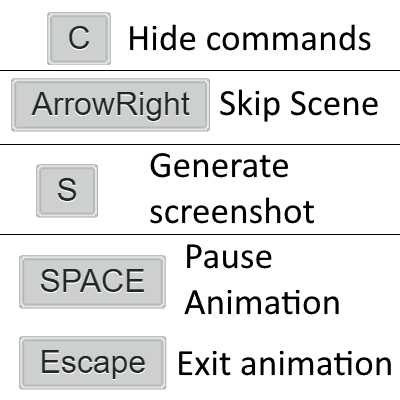 C Hide commands
ArrowRight Skip Scene
S Generate
screenshot
SPACE Pause
Animation
Escape Exit animation